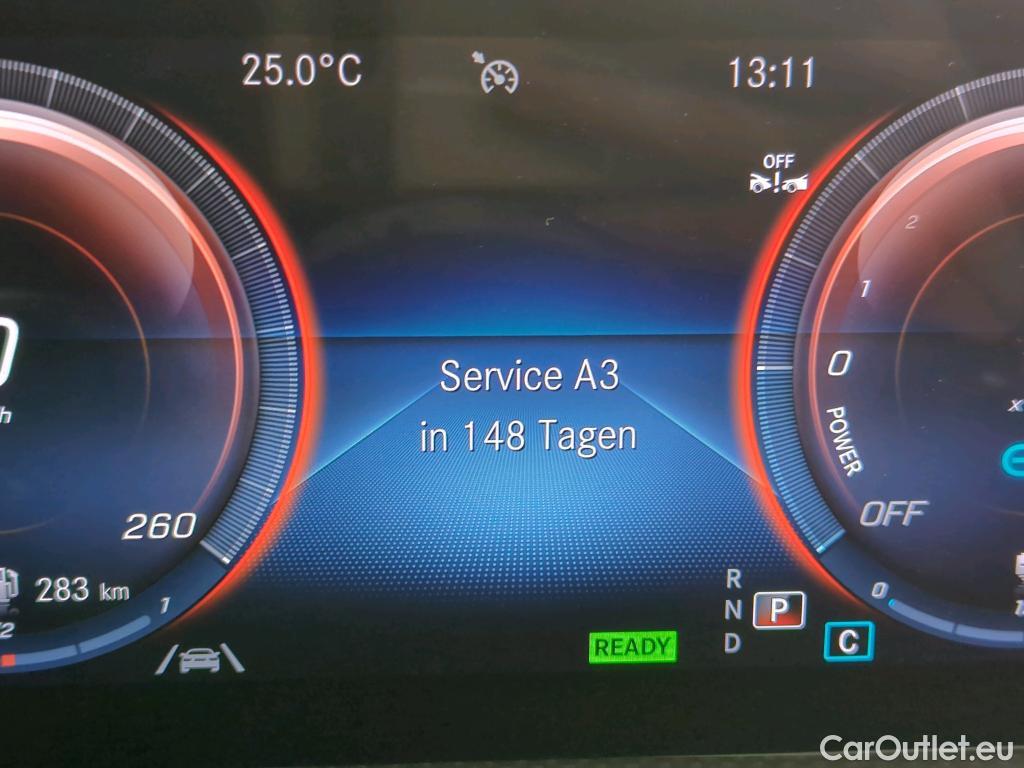 25.0°C
13:11
OFF
2
1
0
POWER
OFF
Service A3
in 148 Tagen
260
283 km
1
0
R
N
P
D
READY
C
CarOutlet.eu